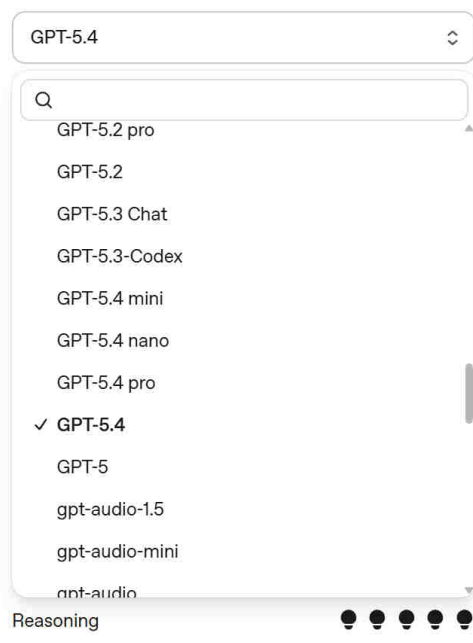 GPT-5.4
GPT-5.2 pro
GPT-5.2
GPT-5.3 Chat
GPT-5.3-Codex
GPT-5.4 mini
GPT-5.4 nano
GPT-5.4 pro
GPT-5.4
GPT-5
gpt-audio-1.5
gpt-audio-mini
gpt-audio
Reasoning